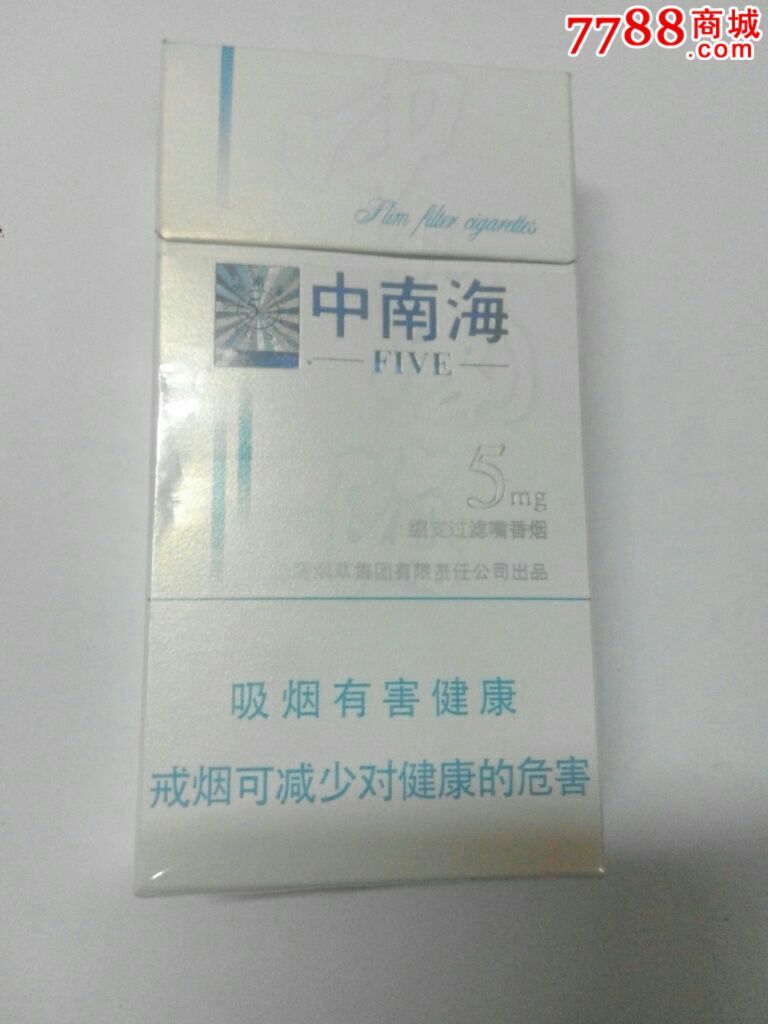 7788商城
.com
Slim filter cigarettes
中南海
FIVE
5mg
细支过滤嘴香烟
烟草集团有限责任公司出品
吸烟有害健康
戒烟可减少对健康的危害